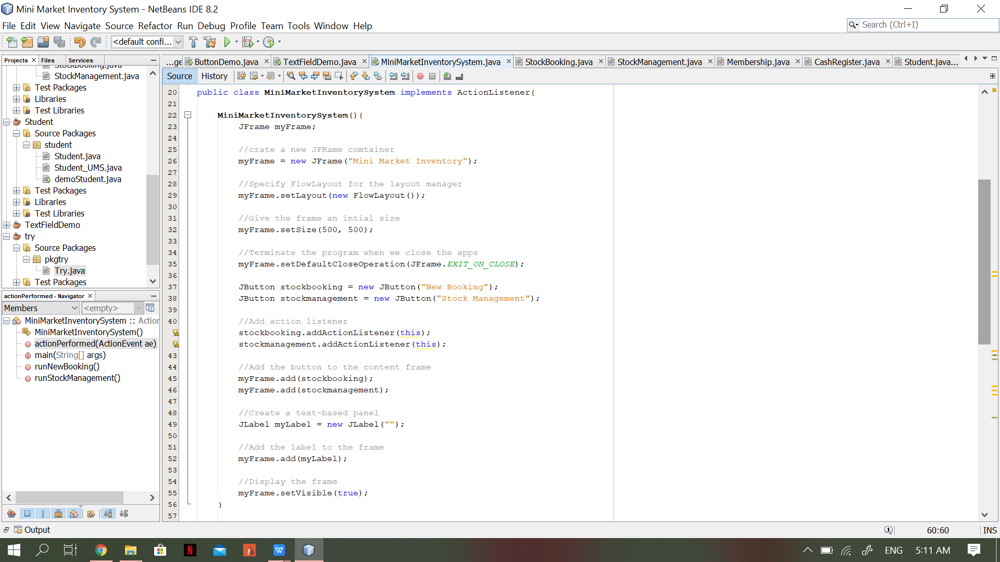 Mini Market Inventory System - NetBeans IDE 8.2
File Edit View Navigate Source Refactor Run Debug Profile Team Tools Window Help
Search (Ctrl+I)
<default confi...
Projects Files Services
...ge ButtonDemo.java TextFieldDemo.java MiniMarketInventorySystem.java StockBooking.java StockManagement.java Membership.java CashRegister.java Student.java...
Source History
StockBooking.java
StockManagement.java
Test Packages
Libraries
Test Libraries
Student
Source Packages
student
Student.java
Student_UMS.java
demoStudent.java
Test Packages
Libraries
Test Libraries
TextFieldDemo
try
Source Packages
pkgtry
Try.java
Test Packages
actionPerformed - Navigator
Members <empty>
MiniMarketInventorySystem :: Action
MiniMarketInventorySystem()
actionPerformed(ActionEvent ae)
main(String[] args)
runNewBooking()
runStockManagement()
20 public class MiniMarketInventorySystem implements ActionListener{
21
22 MiniMarketInventorySystem(){
23 JFrame myFrame;
24
25 //crate a new JFRame comtainer
26 myFrame = new JFrame("Mini Market Inventory");
27
28 //Specify FlowLayout for the layout manager
29 myFrame.setLayout(new FlowLayout());
30
31 //Give the frame an intial size
32 myFrame.setSize(500, 500);
33
34 //Terminate the program when we close the apps
35 myFrame.setDefaultCloseOperation(JFrame.EXIT_ON_CLOSE);
36
37 JButton stockbooking = new JButton("New Booking");
38 JButton stockmanagement = new JButton("Stock Management");
39
40 //Add action listener
stockbooking.addActionListener(this);
stockmanagement.addActionListener(this);
43
44 //Add the button to the content frame
45 myFrame.add(stockbooking);
46 myFrame.add(stockmanagement);
47
48 //Create a text-based panel
49 JLabel myLabel = new JLabel("");
50
51 //Add the label to the frame
52 myFrame.add(myLabel);
53
54 //Display the frame
55 myFrame.setVisible(true);
56 }
57
Output
60:60 INS
ENG 5:11 AM